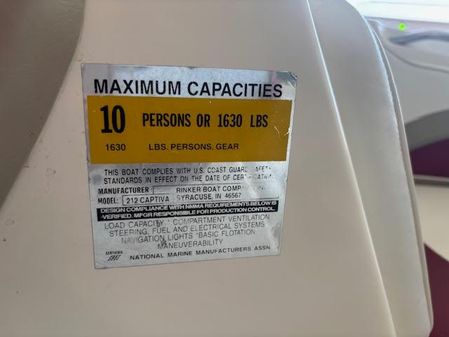 MAXIMUM CAPACITIES
10 PERSONS OR 1630 LBS
1630 LBS. PERSONS, GEAR
THIS BOAT COMPLIES WITH U.S. COAST GUARD SAFETY
STANDARDS IN EFFECT ON THE DATE OF
MANUFACTURER RINKER BOAT
MODEL: 212 CAPTIVA SYRACUSE, IN 46567
DESIGN COMPLIANCE WITH NMMA REQUIREMENTS BELOW IS
VERIFIED. MFGR RESPONSIBLE FOR PRODUCTION CONTROL.
LOAD CAPACITY COMPARTMENT VENTILATION
STEERING, FUEL AND ELECTRICAL SYSTEMS
NAVIGATION LIGHTS BASIC FLOTATION
MANEUVERABILITY
NATIONAL MARINE MANUFACTURERS ASSN